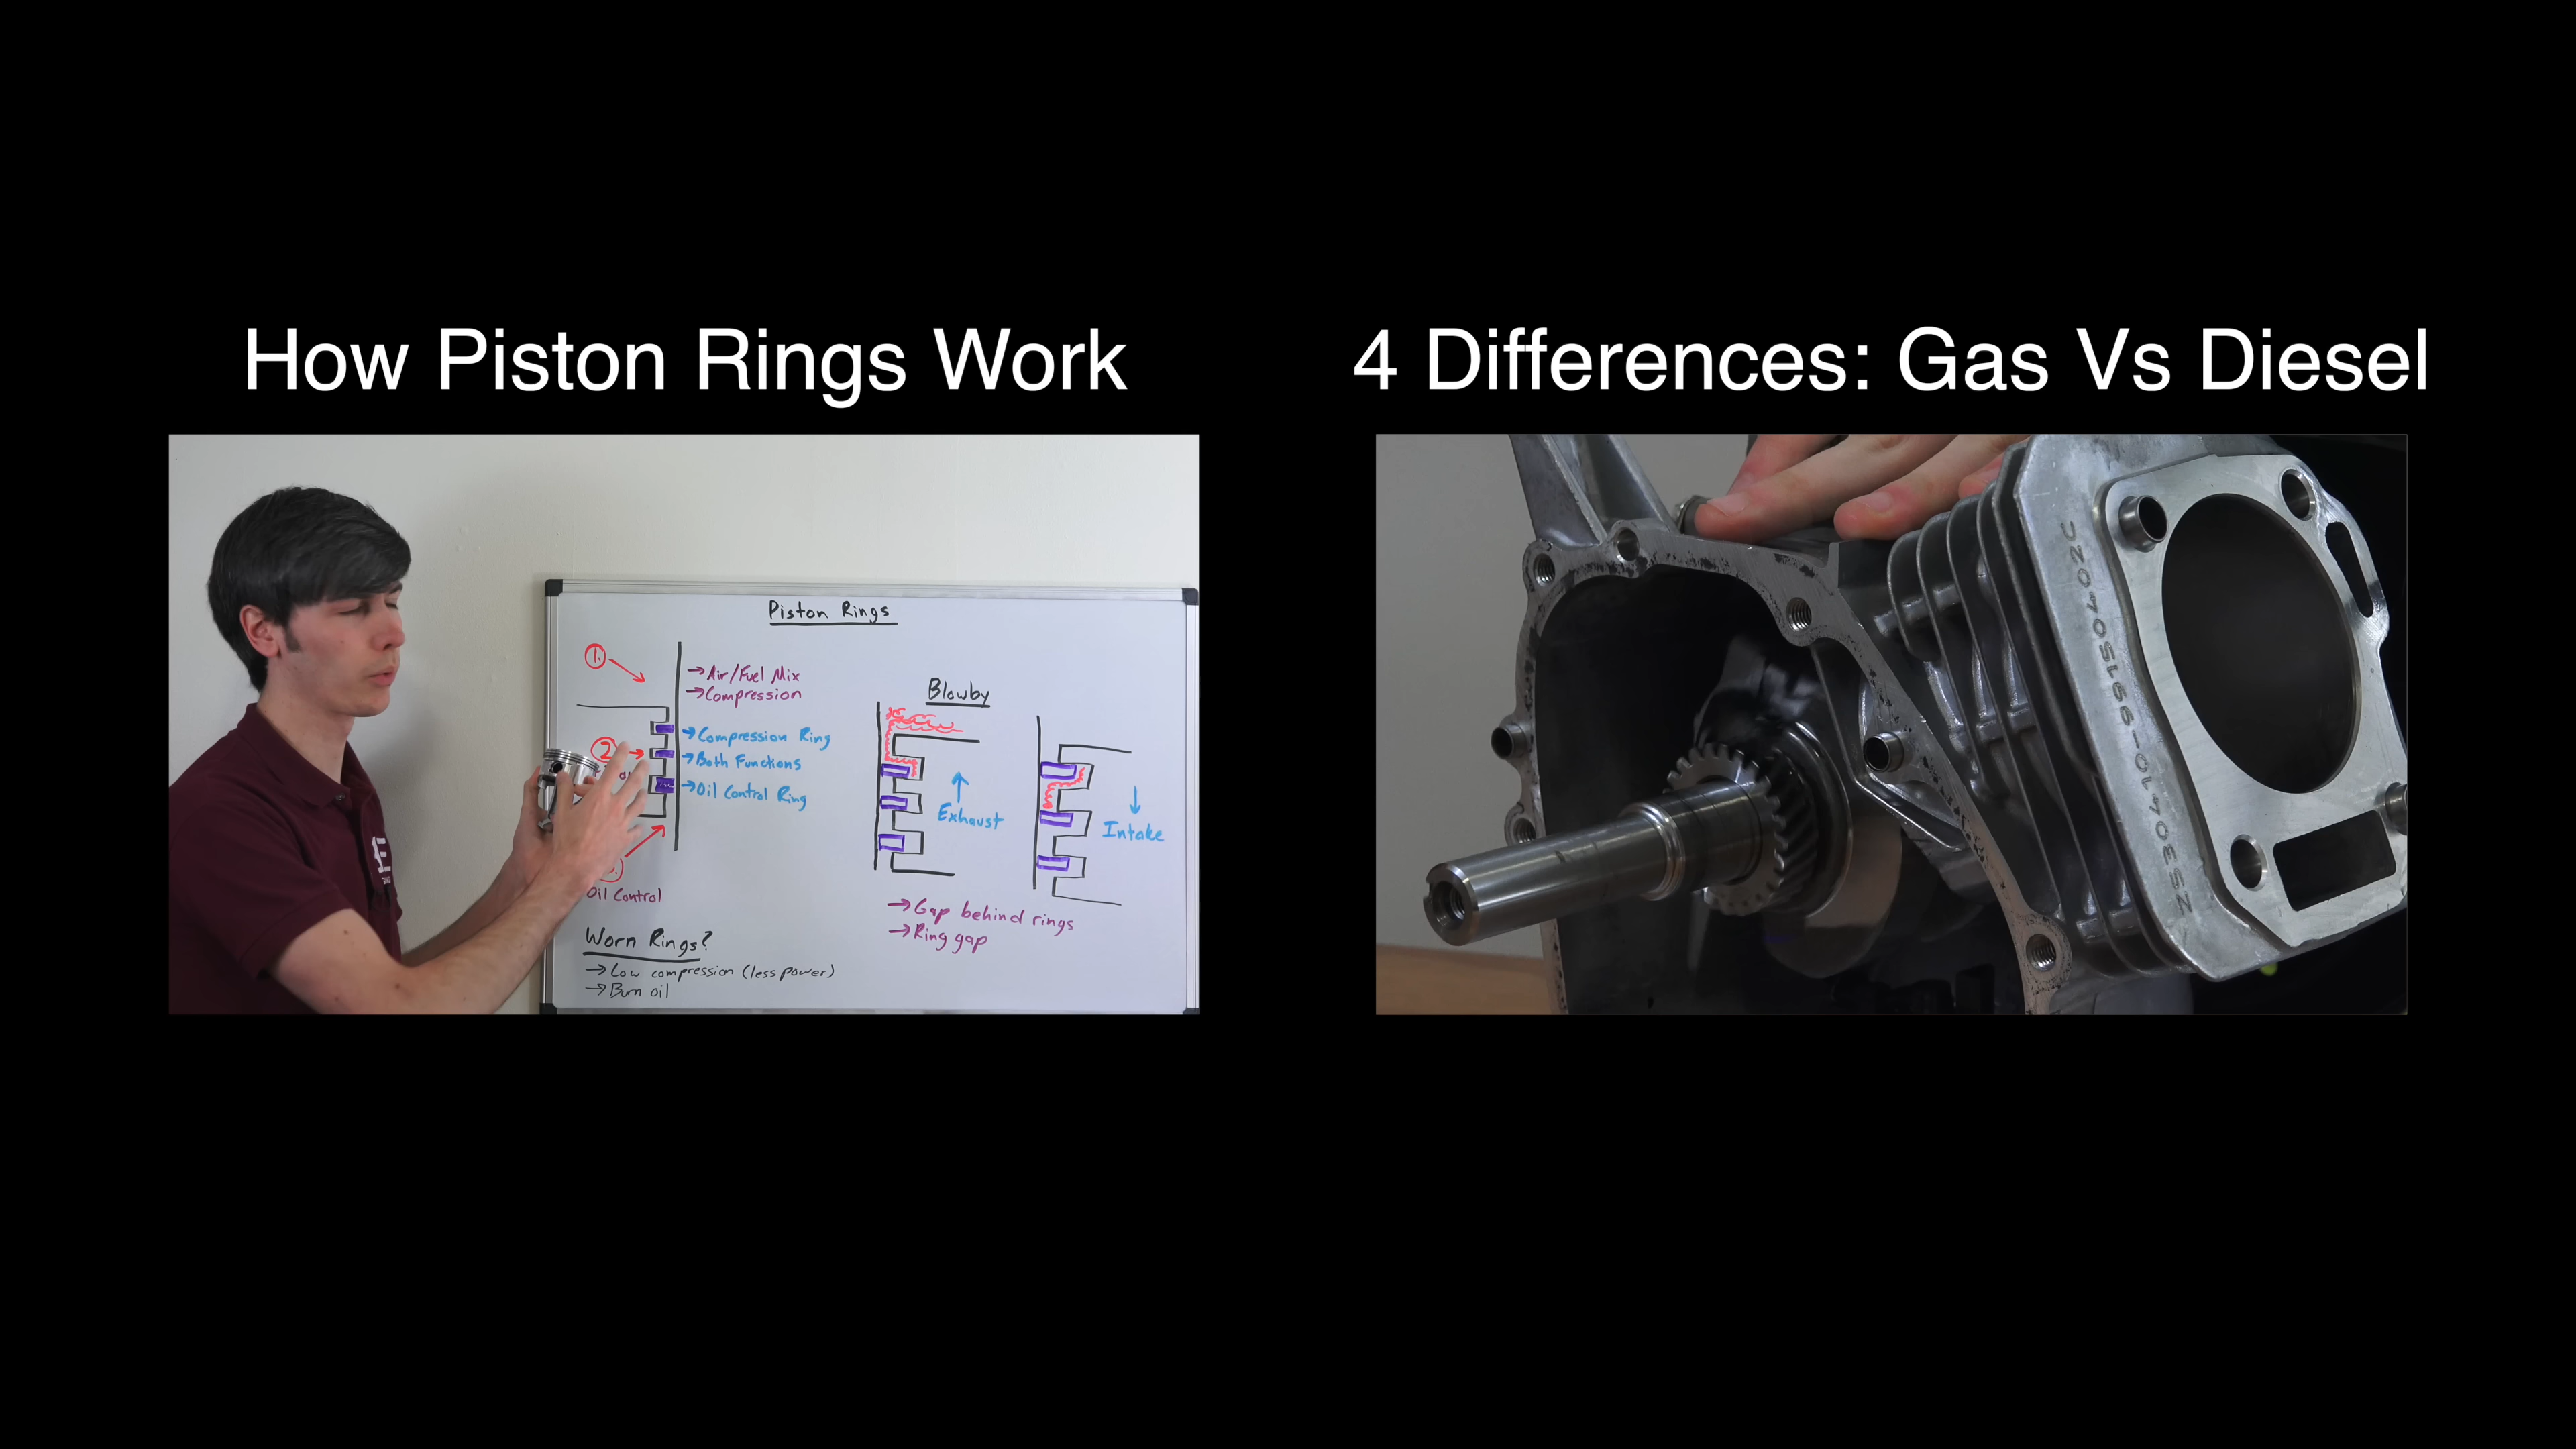 How Piston Rings Work
4 Differences: Gas Vs Diesel
Piston Rings
1.
→ Air/Fuel Mix
→ Compression
2
→ Compression Ring
→ Both Functions
→ Oil Control Ring
Oil Control
Worn Rings?
→ Low compression (less power)
→ Burn oil
Blowby
Exhaust
Intake
→ Gap behind rings
→ Ring gap